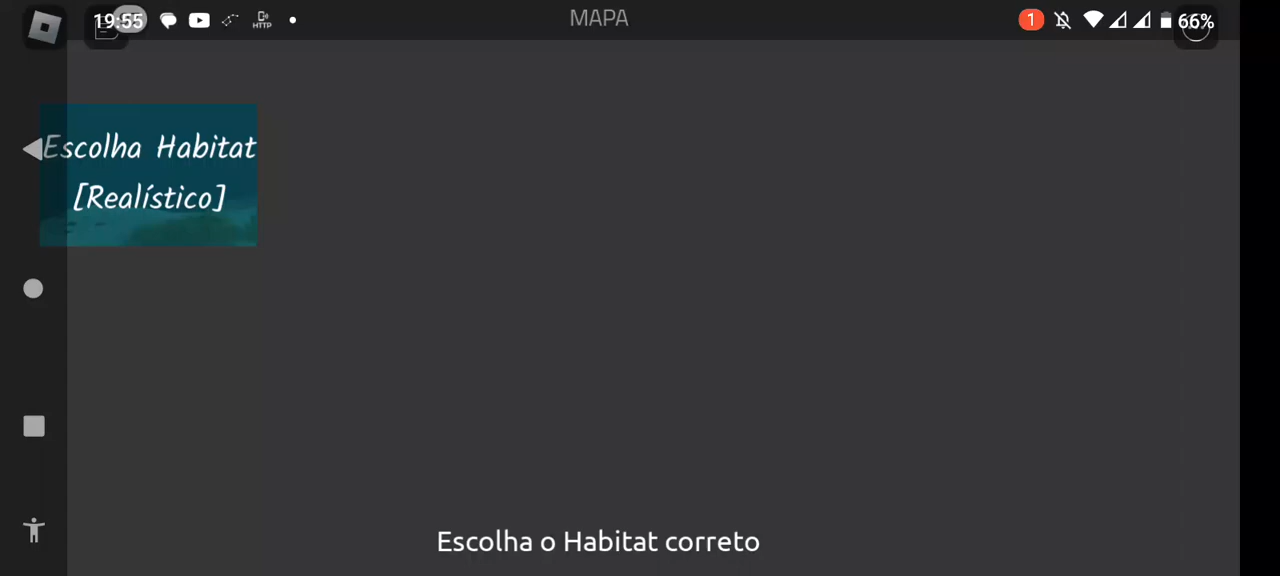 19:55
HTTP
MAPA
1
66%
Escolha Habitat
[Realístico]
Escolha o Habitat correto